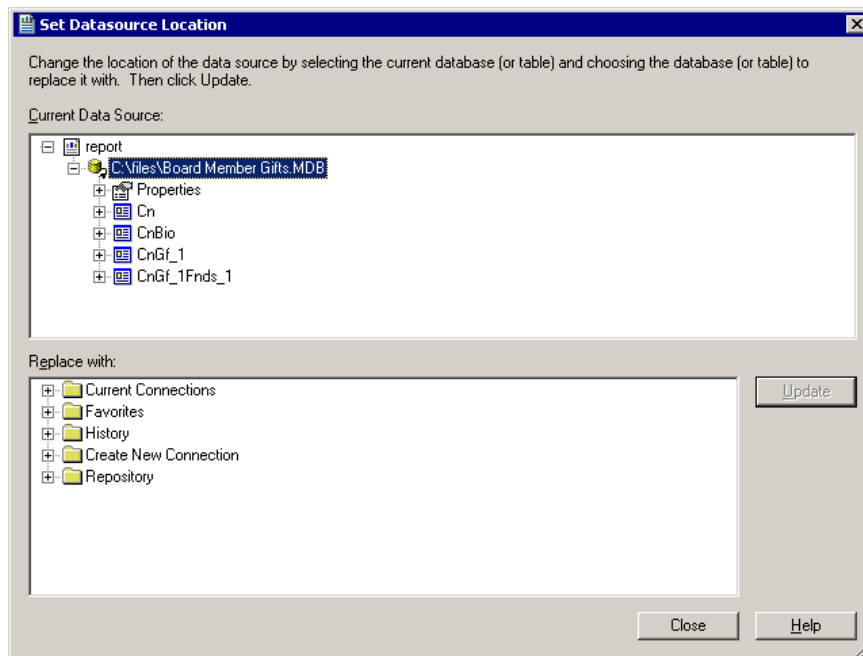 Set Datasource Location
Change the location of the data source by selecting the current database (or table) and choosing the database (or table) to
replace it with. Then click Update.
Current Data Source:
report
C:\files\Board Member Gifts.MDB
Properties
Cn
CnBio
CnGf_1
CnGf_1Fnds_1
Replace with:
Current Connections
Favorites
History
Create New Connection
Repository
Update
Close
Help